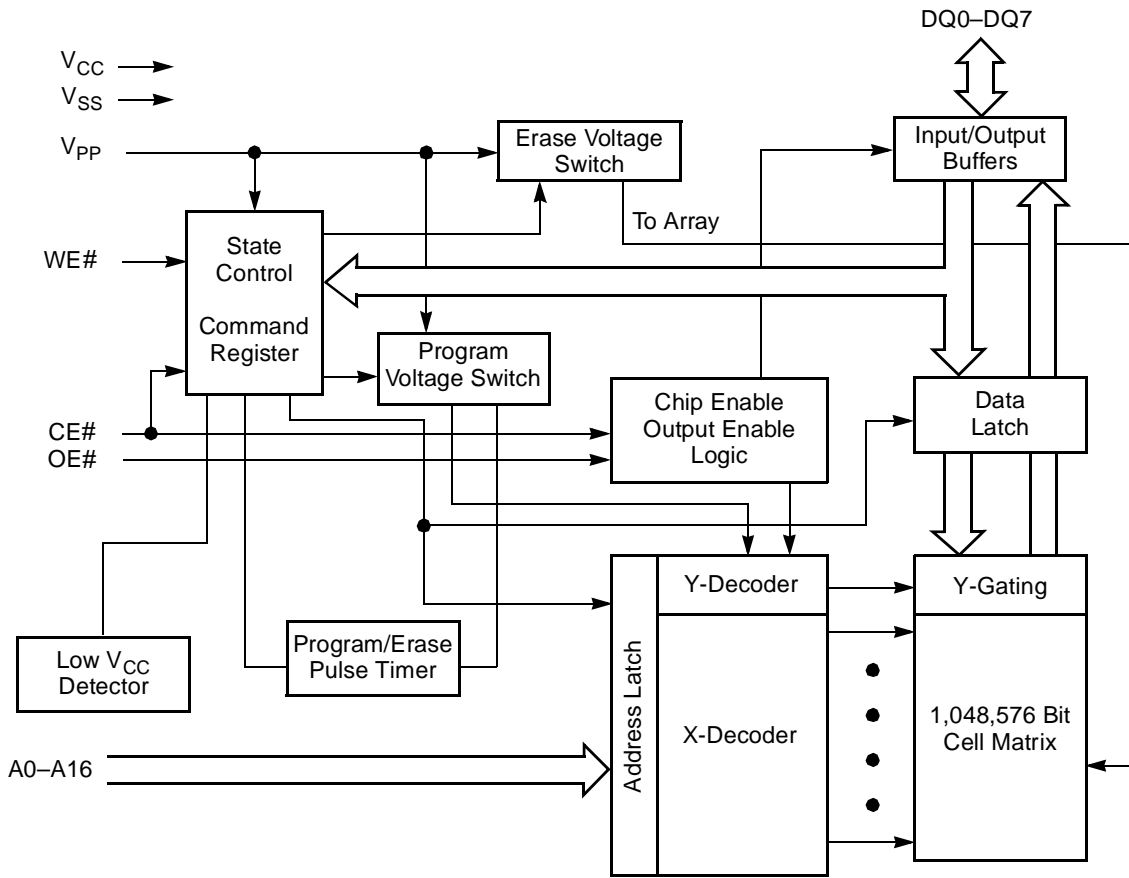 DQ0–DQ7
VCC
VSS
VPP
Erase Voltage
Switch
Input/Output
Buffers
To Array
WE#
State
Control
Command
Register
Program
Voltage Switch
Chip Enable
Output Enable
Logic
Data
Latch
CE#
OE#
Y-Decoder
Y-Gating
Low VCC
Detector
Program/Erase
Pulse Timer
Address Latch
X-Decoder
1,048,576 Bit
Cell Matrix
A0–A16